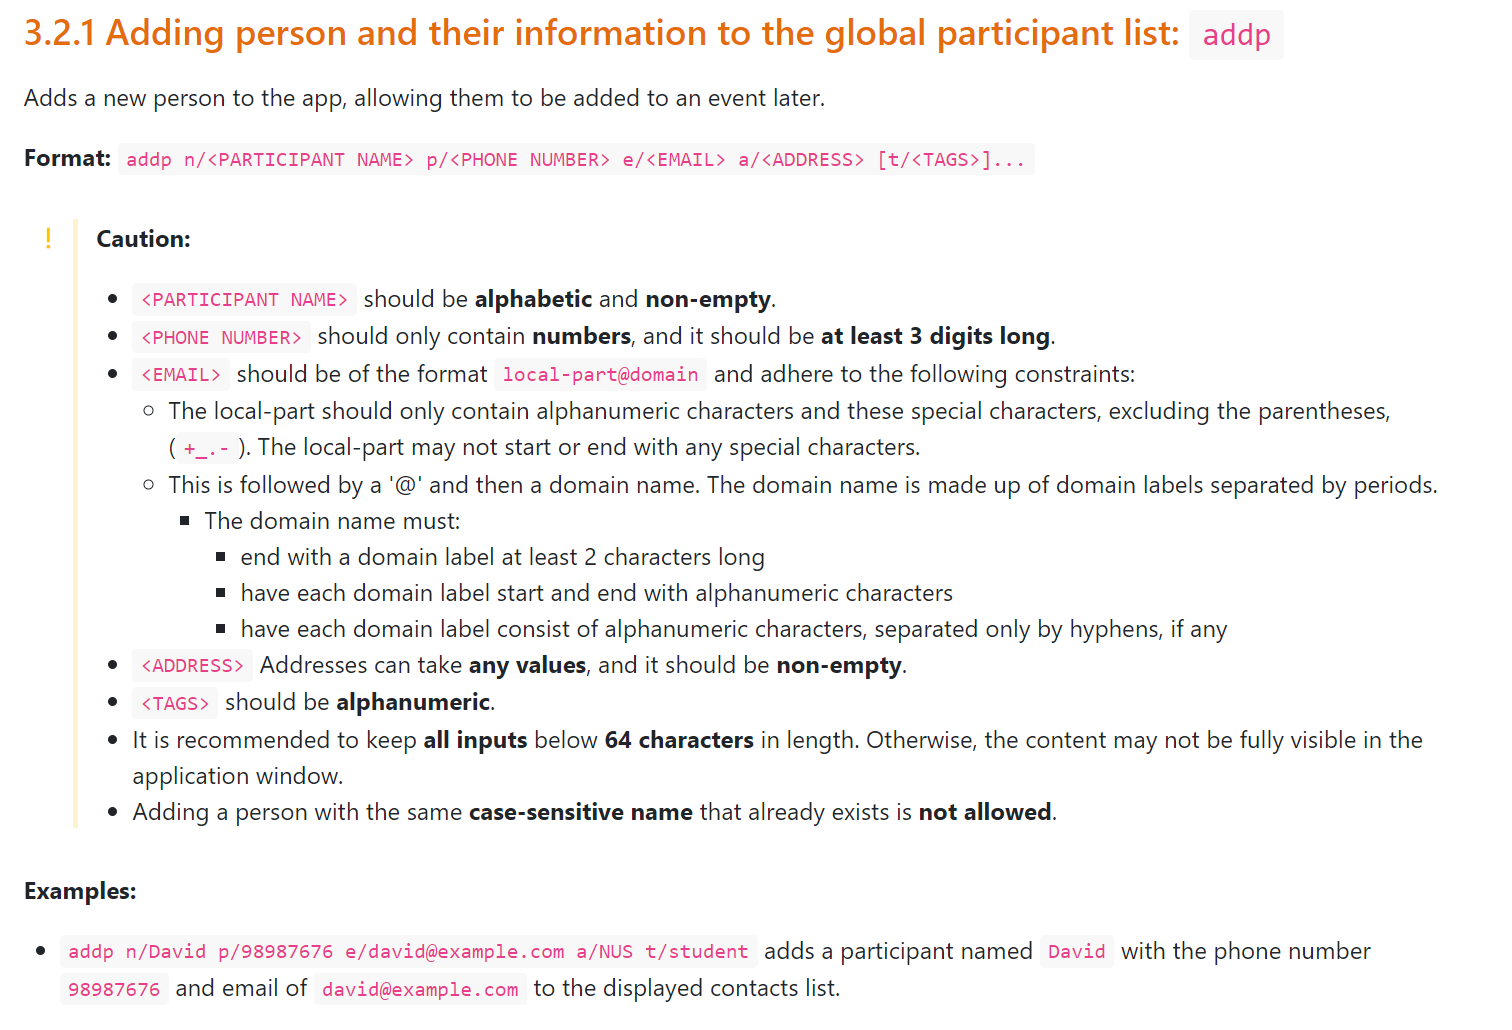 3.2.1 Adding person and their information to the global participant list: addp
Adds a new person to the app, allowing them to be added to an event later.
Format: addp n/<PARTICIPANT NAME> p/<PHONE NUMBER> e/<EMAIL> a/<ADDRESS> [t/<TAGS>]...
! Caution:
• <PARTICIPANT NAME> should be alphabetic and non-empty.
• <PHONE NUMBER> should only contain numbers, and it should be at least 3 digits long.
• <EMAIL> should be of the format local-part@domain and adhere to the following constraints:
○ The local-part should only contain alphanumeric characters and these special characters, excluding the parentheses,
( +_.- ). The local-part may not start or end with any special characters.
○ This is followed by a '@' and then a domain name. The domain name is made up of domain labels separated by periods.
▪ The domain name must:
▪ end with a domain label at least 2 characters long
▪ have each domain label start and end with alphanumeric characters
▪ have each domain label consist of alphanumeric characters, separated only by hyphens, if any
• <ADDRESS> Addresses can take any values, and it should be non-empty.
• <TAGS> should be alphanumeric.
• It is recommended to keep all inputs below 64 characters in length. Otherwise, the content may not be fully visible in the
application window.
• Adding a person with the same case-sensitive name that already exists is not allowed.
Examples:
• addp n/David p/98987676 e/david@example.com a/NUS t/student adds a participant named David with the phone number
98987676 and email of david@example.com to the displayed contacts list.